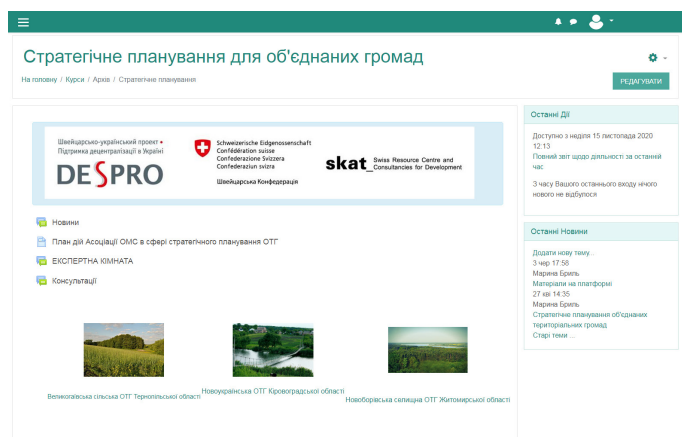 Стратегічне планування для об'єднаних громад
На головну / Курси / Архів / Стратегічне планування
РЕДАГУВАТИ
Швейцарсько-український проект •
Підтримка децентралізації в Україні
DESPRO
Schweizerische Eidgenossenschaft
Confédération suisse
Confederazione Svizzera
Confederaziun svizra
Швейцарська Конфедерація
skat_Swiss Resource Centre and
Consultancies for Development
Новини
План дій Асоціації ОМС в сфері стратегічного планування ОТГ
ЕКСПЕРТНА КІМНАТА
Консультації
Великогаївська сільська ОТГ Тернопільської області
Новоукраїнська ОТГ Кіровоградської області
Новоборівська селищна ОТГ Житомирської області
Останні Дії
Доступно з неділя 15 листопада 2020
12:13
Повний звіт щодо діяльності за останній
час
З часу Вашого останнього входу нічого
нового не відбулося
Останні Новини
Додати нову тему...
3 чер 17:58
Марина Бриль
Матеріали на платформі
27 кві 14:35
Марина Бриль
Стратегічне планування об'єднаних
територіальних громад
Старі теми ...